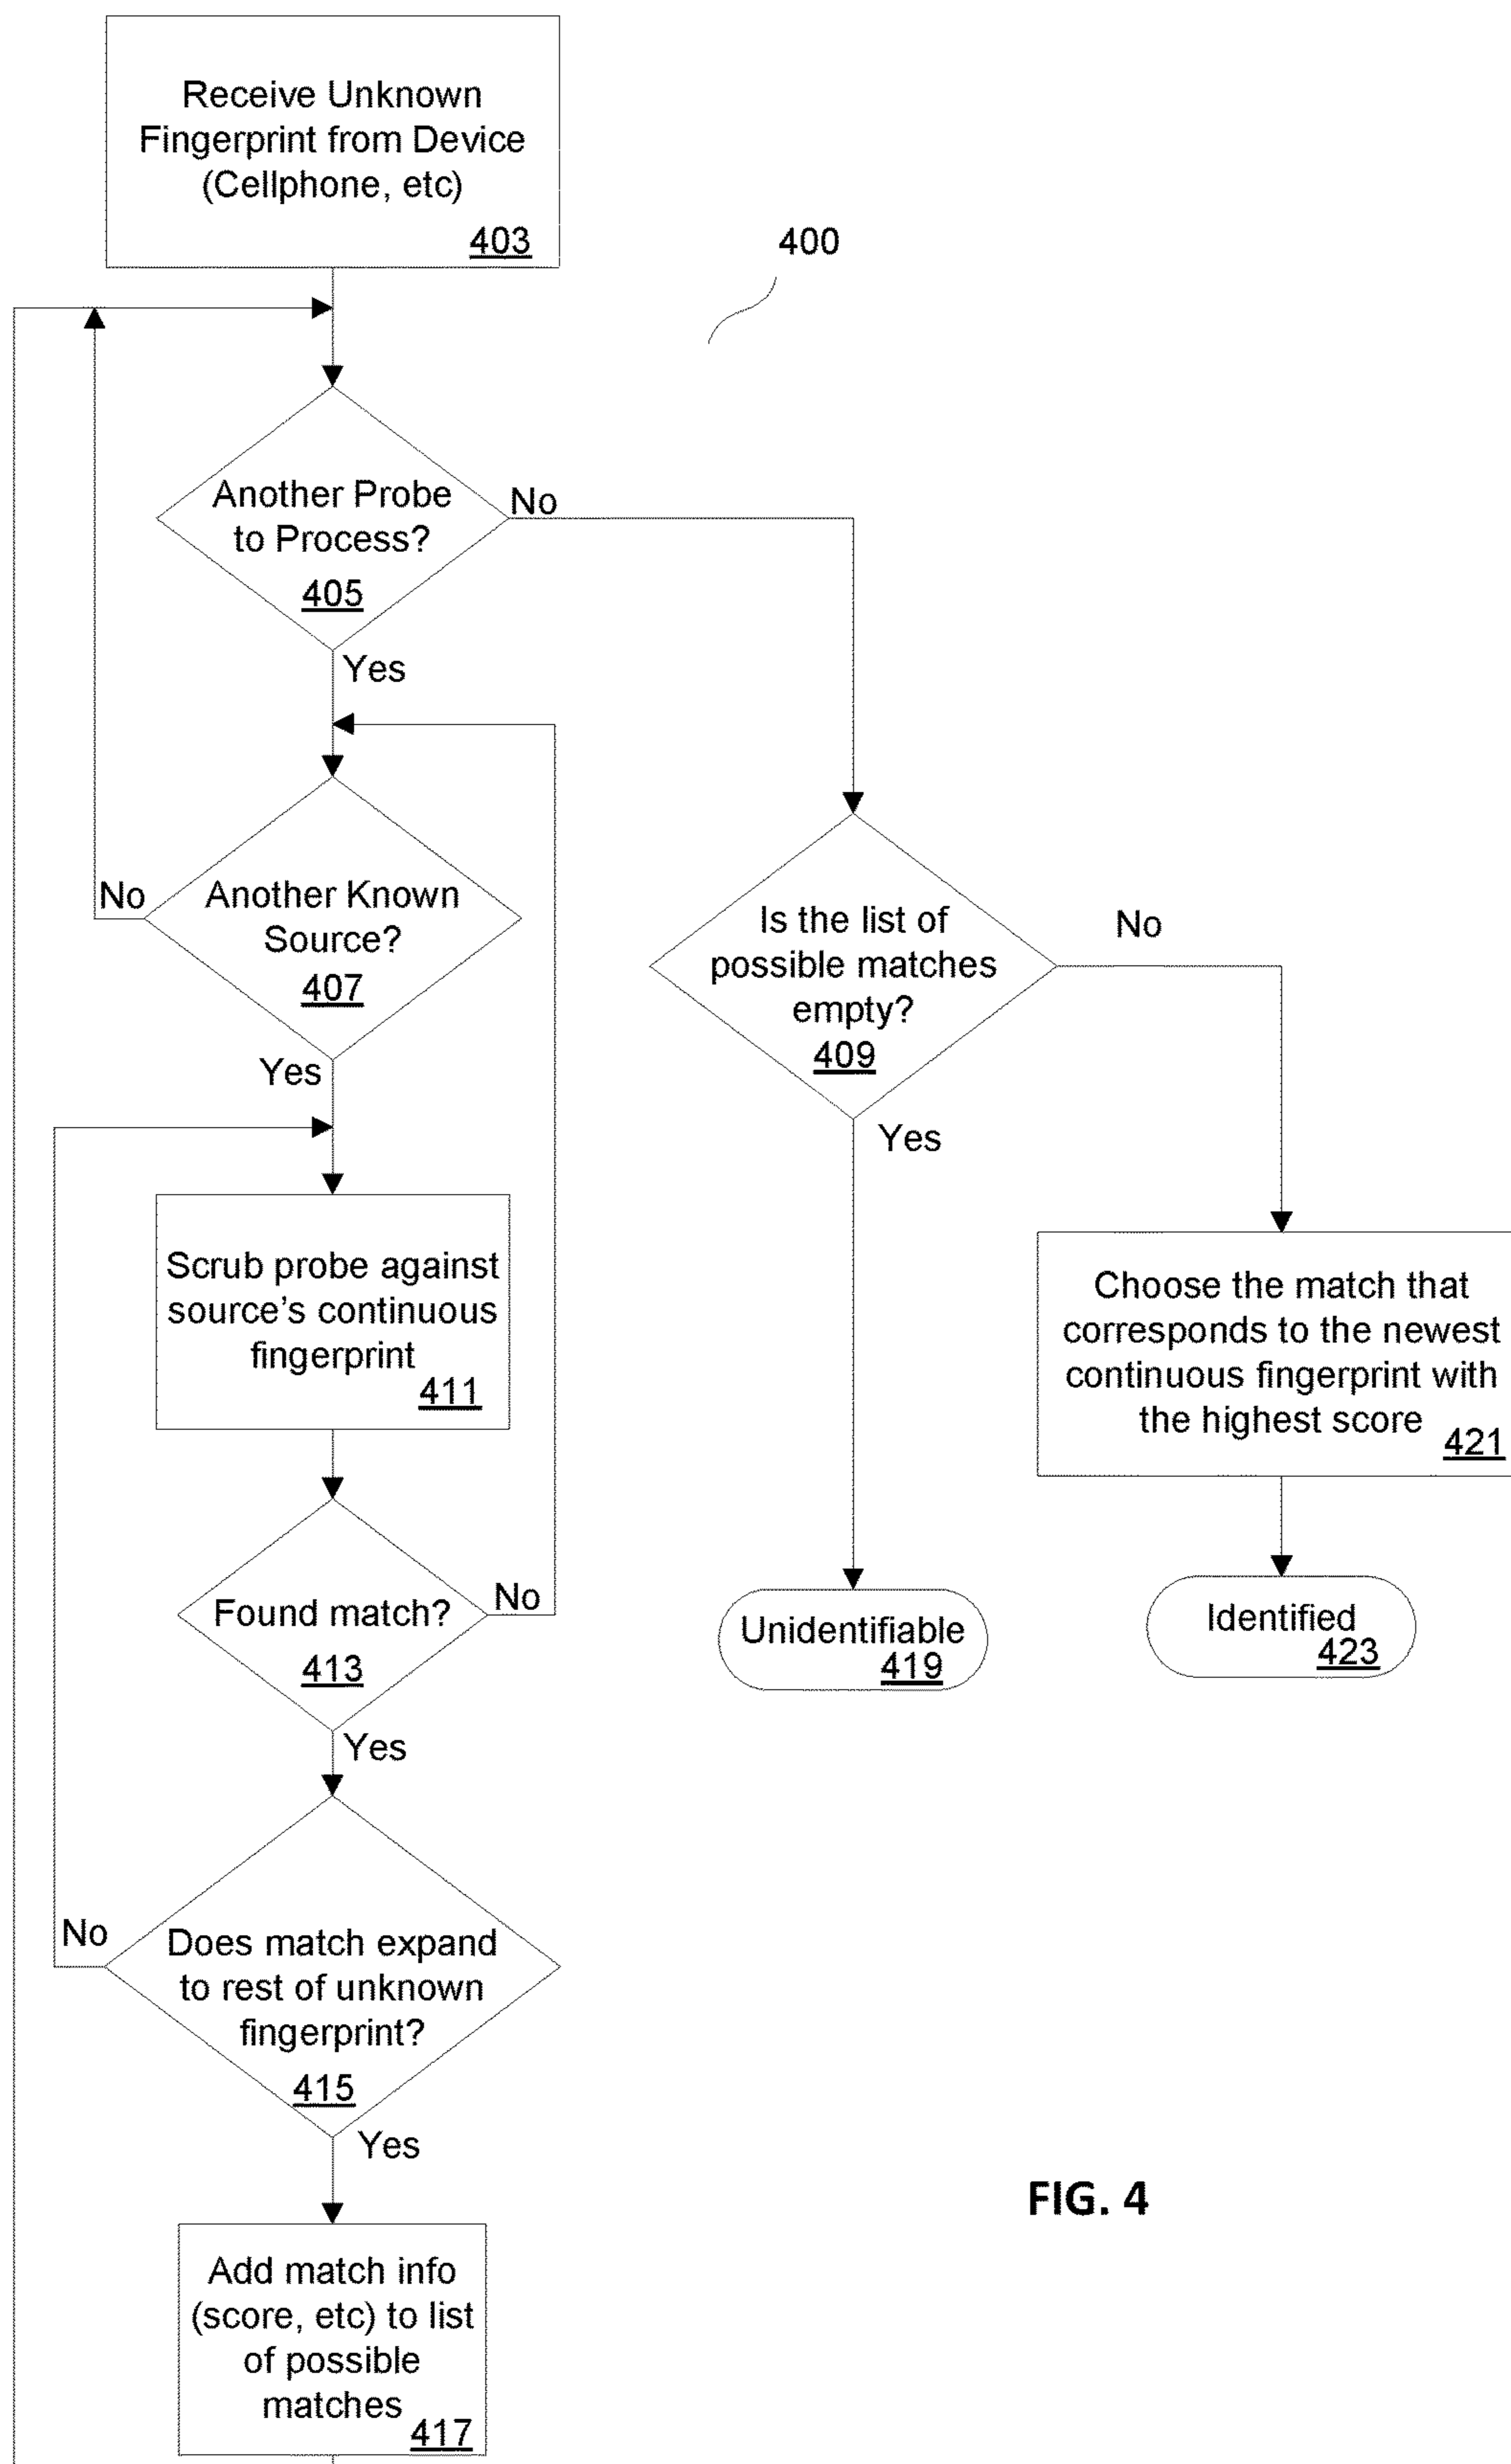 Receive Unknown
Fingerprint from Device
(Cellphone, etc)
403
400
Another Probe
to Process?
405
No
Yes
Another Known
Source?
407
No
Yes
Is the list of
possible matches
empty?
409
No
Yes
Scrub probe against
source's continuous
fingerprint
411
Choose the match that
corresponds to the newest
continuous fingerprint with
the highest score
421
Found match?
413
No
Yes
Unidentifiable
419
Identified
423
Does match expand
to rest of unknown
fingerprint?
415
No
Yes
Add match info
(score, etc) to list
of possible
matches
417
FIG. 4